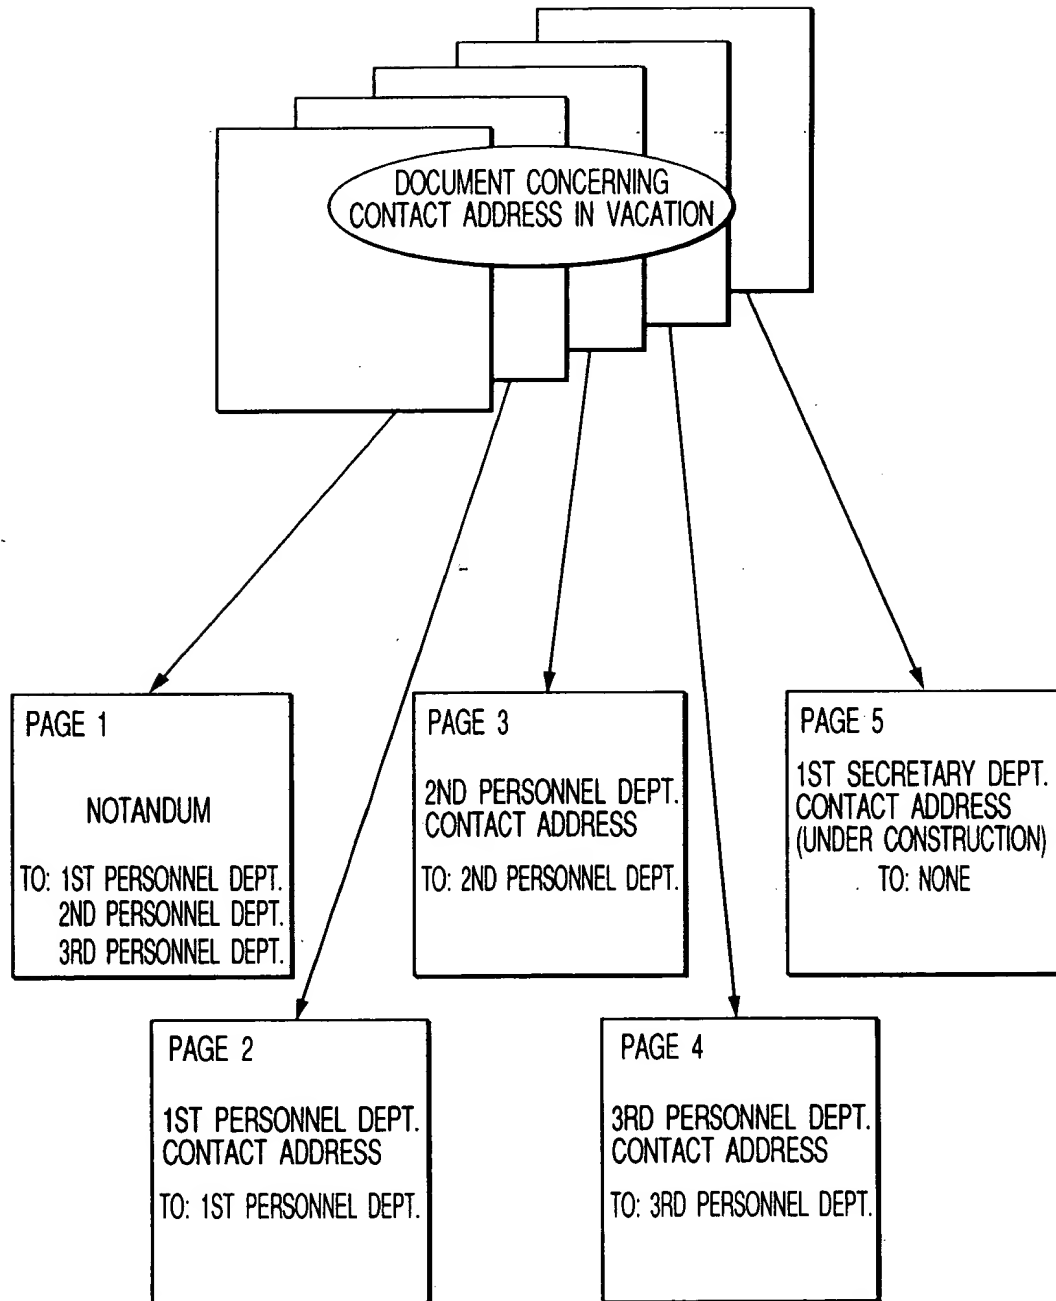 DOCUMENT CONCERNING
CONTACT ADDRESS IN VACATION
PAGE 1
NOTANDUM
TO: 1ST PERSONNEL DEPT.
2ND PERSONNEL DEPT.
3RD PERSONNEL DEPT.
PAGE 3
2ND PERSONNEL DEPT.
CONTACT ADDRESS
TO: 2ND PERSONNEL DEPT.
PAGE 5
1ST SECRETARY DEPT.
CONTACT ADDRESS
(UNDER CONSTRUCTION)
TO: NONE
PAGE 2
1ST PERSONNEL DEPT.
CONTACT ADDRESS
TO: 1ST PERSONNEL DEPT.
PAGE 4
3RD PERSONNEL DEPT.
CONTACT ADDRESS
TO: 3RD PERSONNEL DEPT.